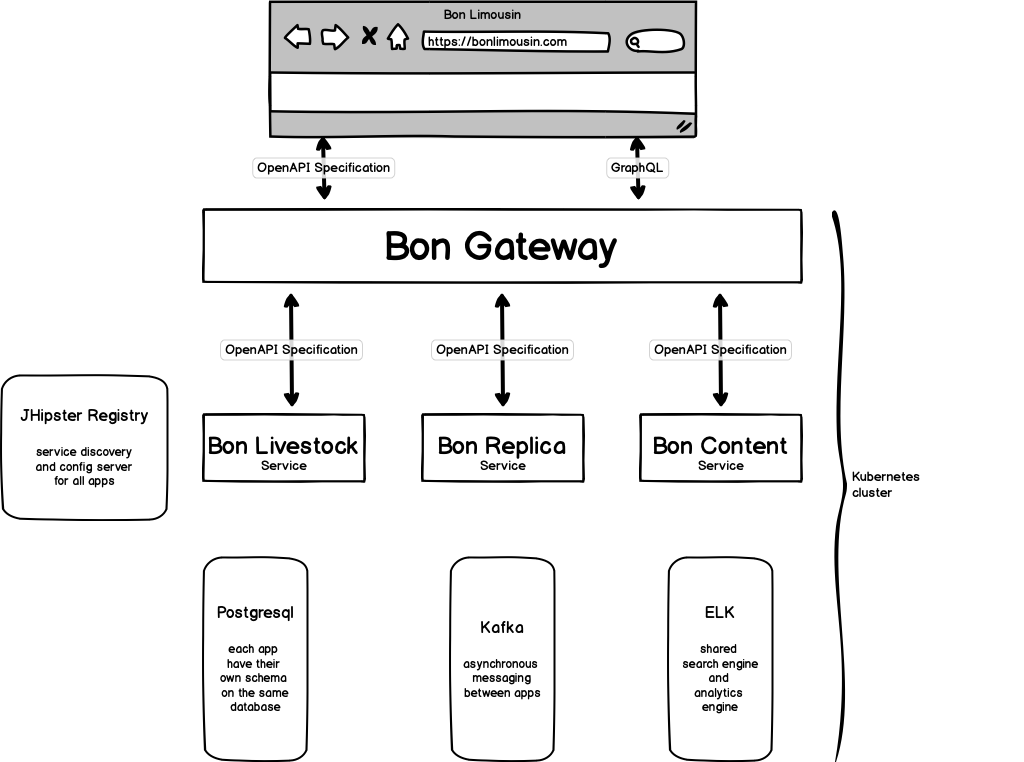 Bon Limousin
https://bonlimousin.com
OpenAPI Specification
GraphQL
Bon Gateway
OpenAPI Specification
OpenAPI Specification
OpenAPI Specification
JHipster Registry
service discovery
and config server
for all apps
Bon Livestock
Service
Bon Replica
Service
Bon Content
Service
Kubernetes
cluster
Postgresql
each app
have their
own schema
on the same
database
Kafka
asynchronous
messaging
between apps
ELK
shared
search engine
and
analytics
engine